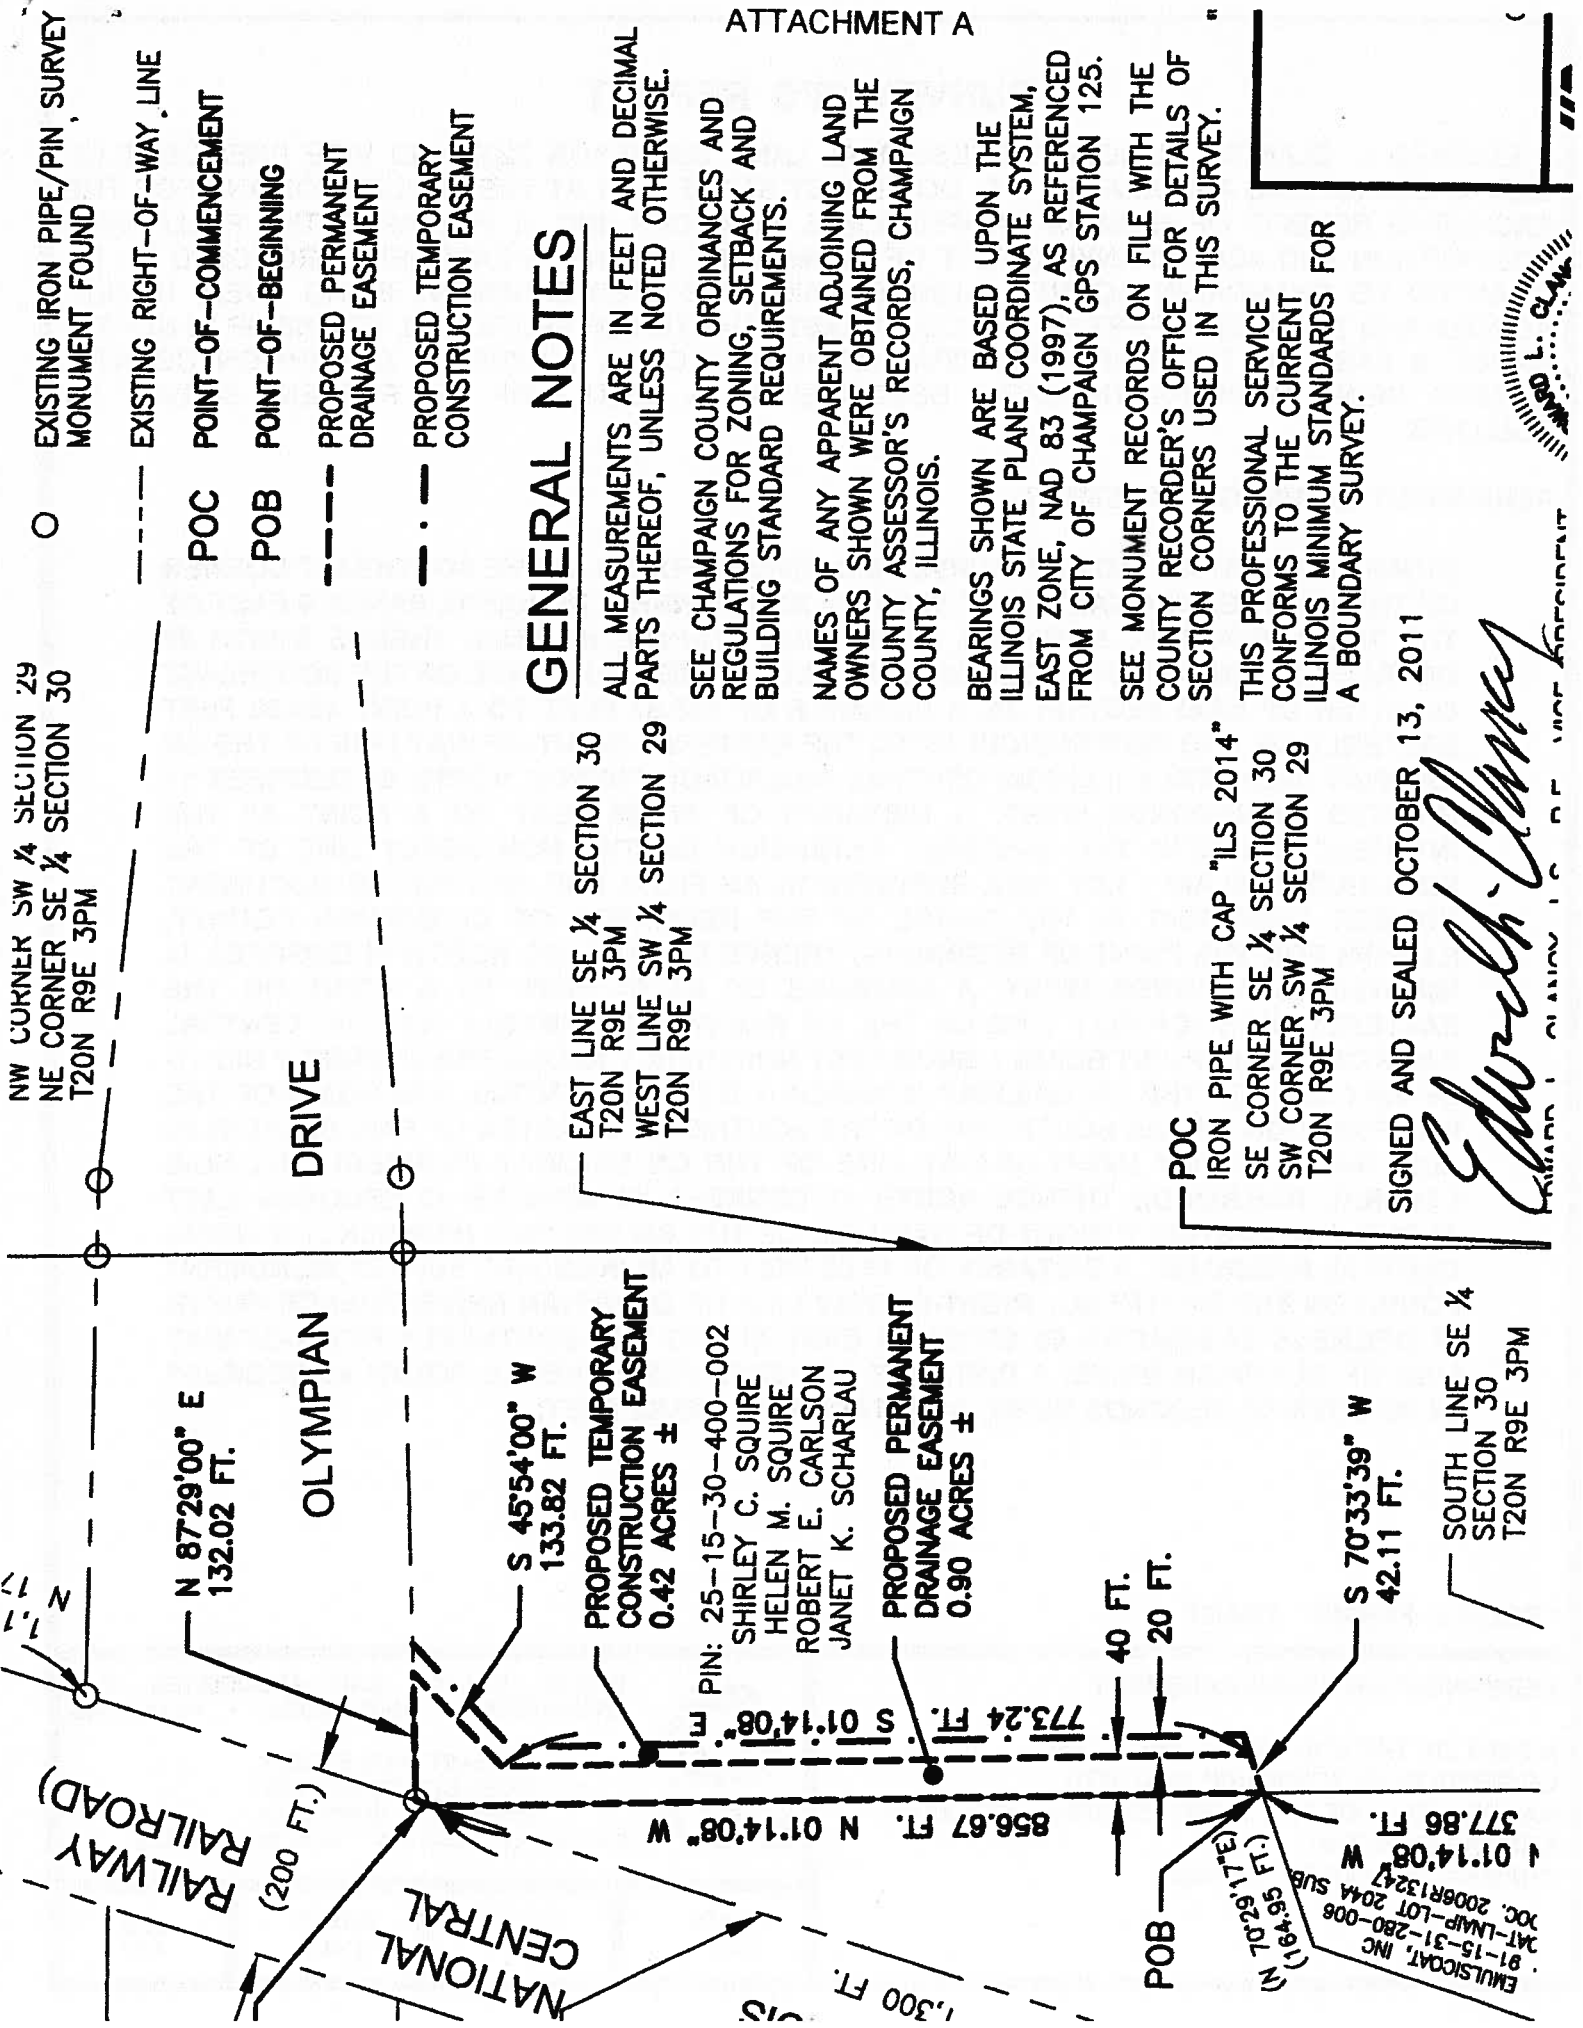 ATTACHMENT A
EXISTING IRON PIPE/PIN, SURVEY
MONUMENT FOUND
EXISTING RIGHT-OF-WAY LINE
POC POINT-OF-COMMENCEMENT
POB POINT-OF-BEGINNING
PROPOSED PERMANENT
DRAINAGE EASEMENT
PROPOSED TEMPORARY
CONSTRUCTION EASEMENT
GENERAL NOTES
ALL MEASUREMENTS ARE IN FEET AND DECIMAL
PARTS THEREOF, UNLESS NOTED OTHERWISE.
SEE CHAMPAIGN COUNTY ORDINANCES AND
REGULATIONS FOR ZONING, SETBACK AND
BUILDING STANDARD REQUIREMENTS.
NAMES OF ANY APPARENT ADJOINING LAND
OWNERS SHOWN WERE OBTAINED FROM THE
COUNTY ASSESSOR'S RECORDS, CHAMPAIGN
COUNTY, ILLINOIS.
BEARINGS SHOWN ARE BASED UPON THE
ILLINOIS STATE PLANE COORDINATE SYSTEM,
EAST ZONE, NAD 83 (1997), AS REFERENCED
FROM CITY OF CHAMPAIGN GPS STATION 125.
SEE MONUMENT RECORDS ON FILE WITH THE
COUNTY RECORDER'S OFFICE FOR DETAILS OF
SECTION CORNERS USED IN THIS SURVEY.
THIS PROFESSIONAL SERVICE
CONFORMS TO THE CURRENT
ILLINOIS MINIMUM STANDARDS FOR
A BOUNDARY SURVEY.
SIGNED AND SEALED OCTOBER 13, 2011
NW CORNER SW ¼ SECTION 29
NE CORNER SE ¼ SECTION 30
T20N R9E 3PM
OLYMPIAN DRIVE
EAST LINE SE ¼ SECTION 30
T20N R9E 3PM
WEST LINE SW ¼ SECTION 29
T20N R9E 3PM
POC
IRON PIPE WITH CAP "ILS 2014"
SE CORNER SE ¼ SECTION 30
SW CORNER SW ¼ SECTION 29
T20N R9E 3PM
N 87°29'00" E
132.02 FT.
S 45°54'00" W
133.82 FT.
PROPOSED TEMPORARY
CONSTRUCTION EASEMENT
0.42 ACRES ±
PIN: 25-15-30-400-002
SHIRLEY C. SQUIRE
HELEN M. SQUIRE
ROBERT E. CARLSON
JANET K. SCHARLAU
PROPOSED PERMANENT
DRAINAGE EASEMENT
0.90 ACRES ±
40 FT.
20 FT.
S 70°33'39" W
42.11 FT.
SOUTH LINE SE ¼
SECTION 30
T20N R9E 3PM
773.24 FT. S 01°14'08" E
856.67 FT. N 01°14'08" W
POB
(N 70°29'17"E)
(164.95 FT.)
01°14'08" W
377.86 FT.
EMULSICOAT, INC
91-15-31-280-006
LOT 204A SUB
2006R13247
RAILWAY
RAILROAD)
(200 FT.)
NATIONAL
CENTRAL
1,300 FT.